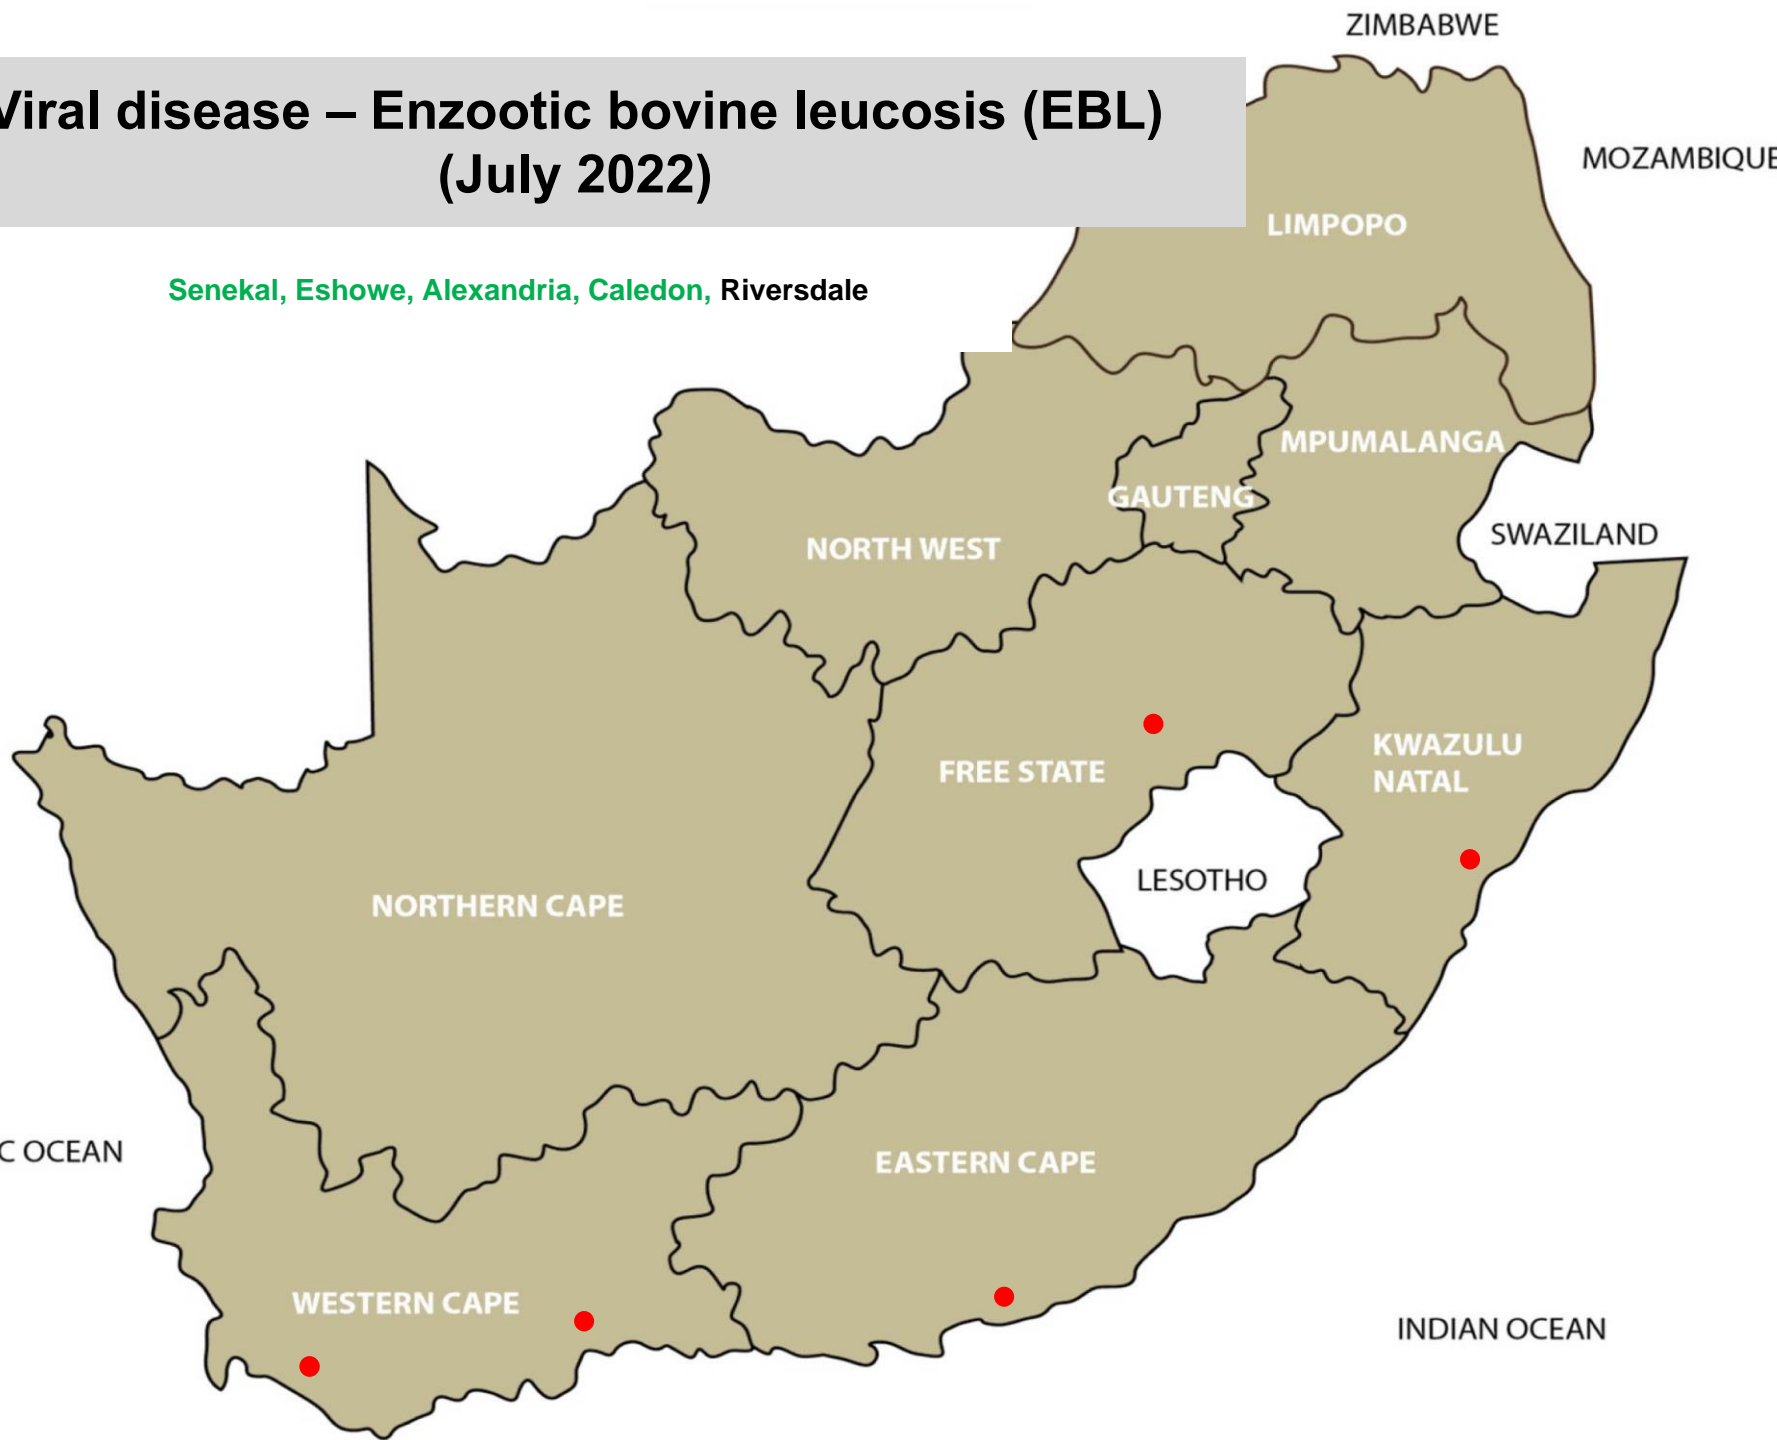 ZIMBABWE
Viral disease – Enzootic bovine leucosis (EBL)
(July 2022)
MOZAMBIQUE
LIMPOPO
Senekal, Eshowe, Alexandria, Caledon, Riversdale
MPUMALANGA
GAUTENG
SWAZILAND
NORTH WEST
KWAZULU
NATAL
FREE STATE
LESOTHO
NORTHERN CAPE
C OCEAN
EASTERN CAPE
WESTERN CAPE
INDIAN OCEAN